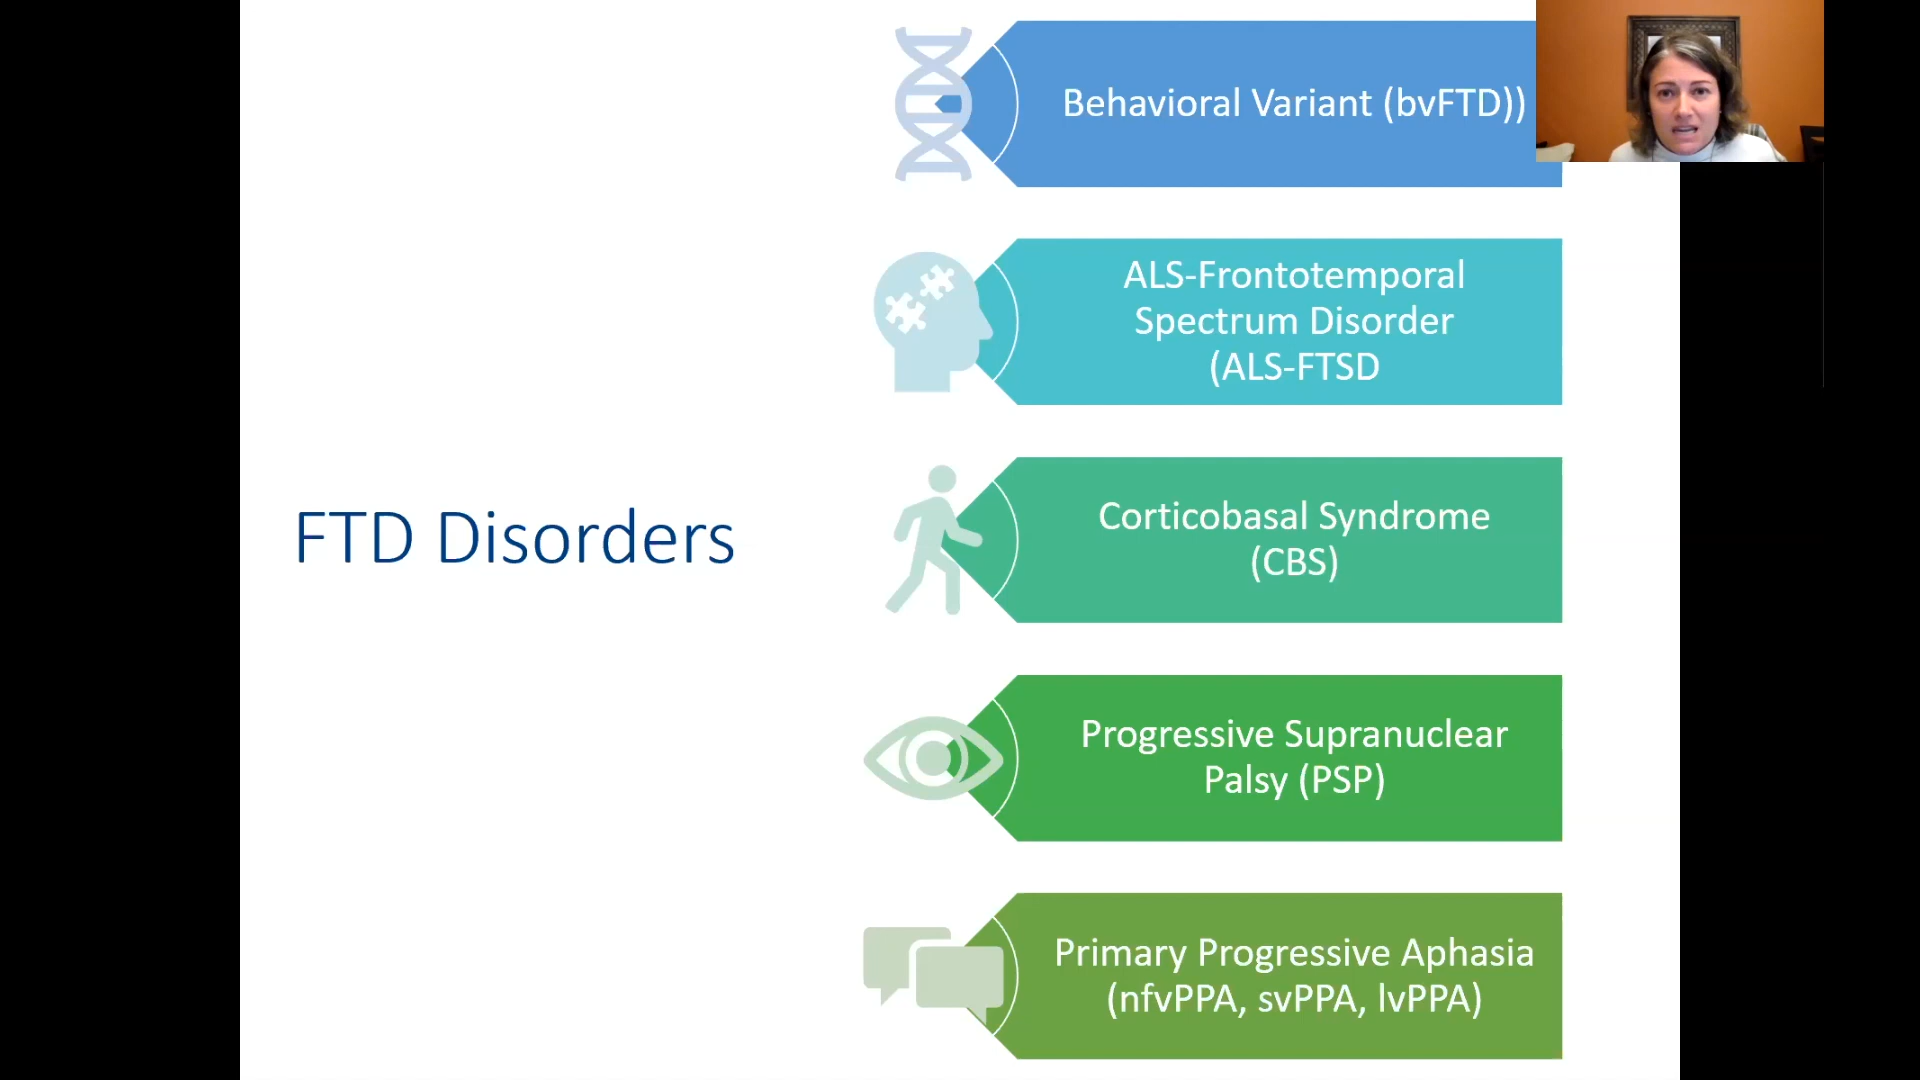 FTD Disorders
Behavioral Variant (bvFTD))
ALS-Frontotemporal
Spectrum Disorder
(ALS-FTSD
Corticobasal Syndrome
(CBS)
Progressive Supranuclear
Palsy (PSP)
Primary Progressive Aphasia
(nfvPPA, svPPA, lvPPA)